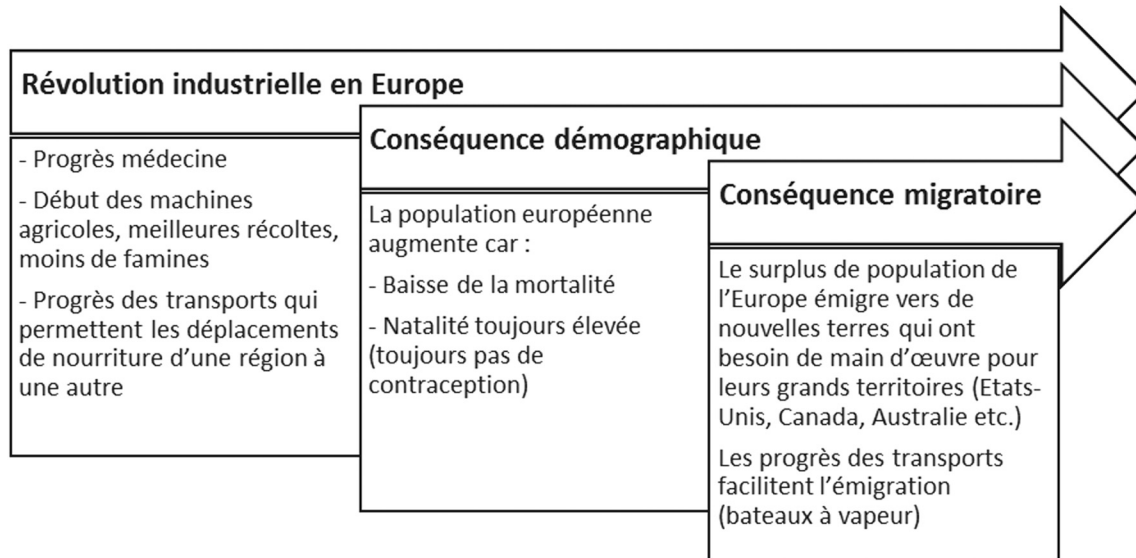 Révolution industrielle en Europe
- Progrès médecine
- Début des machines
agricoles, meilleures récoltes,
moins de famines
- Progrès des transports qui
permettent les déplacements
de nourriture d’une région à
une autre
Conséquence démographique
La population européenne
augmente car :
- Baisse de la mortalité
- Natalité toujours élevée
(toujours pas de
contraception)
Conséquence migratoire
Le surplus de population de
l’Europe émigre vers de
nouvelles terres qui ont
besoin de main d’œuvre pour
leurs grands territoires (Etats-
Unis, Canada, Australie etc.)
Les progrès des transports
facilitent l’émigration
(bateaux à vapeur)